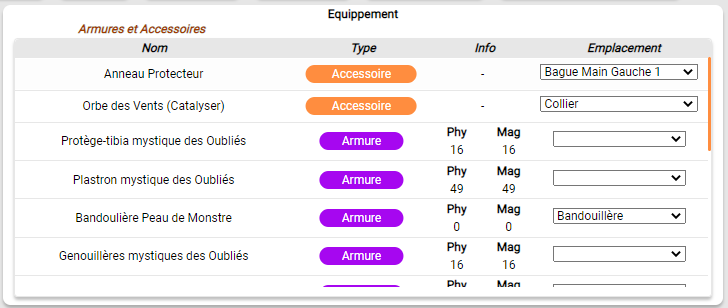 Equippement
Armures et Accessoires
Nom Type Info Emplacement
Anneau Protecteur Accessoire - Bague Main Gauche 1
Orbe des Vents (Catalyser) Accessoire - Collier
Protège-tibia mystique des Oubliés Armure Phy Mag
16 16
Plastron mystique des Oubliés Armure Phy Mag
49 49
Bandoulière Peau de Monstre Armure Phy Mag Bandouillère
0 0
Genouillères mystiques des Oubliés Armure Phy Mag
16 16
Phy Mag